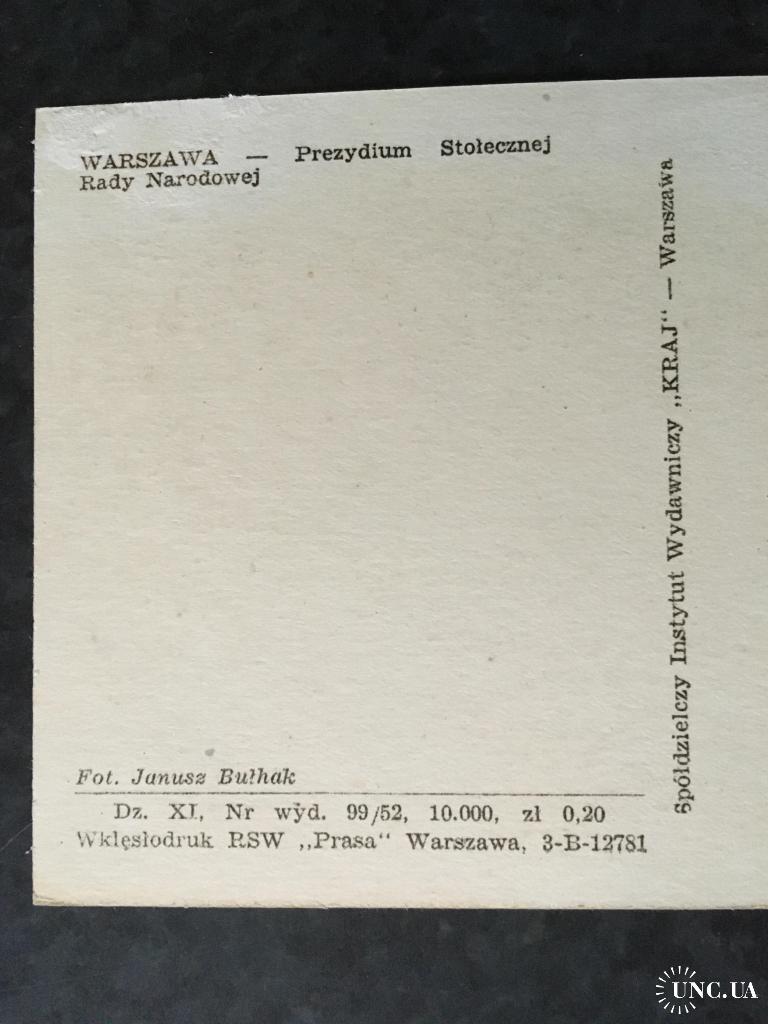 WARSZAWA — Prezydium Stołecznej
Rady Narodowej
Spółdzielczy Instytut Wydawniczy „KRAJ“ — Warszawa
Fot. Janusz Bułhak
Dz. XI, Nr wyd. 99/52, 10.000, zł 0,20
Wklęsłodruk RSW „Prasa“ Warszawa, 3-B-12781
UNC.UA